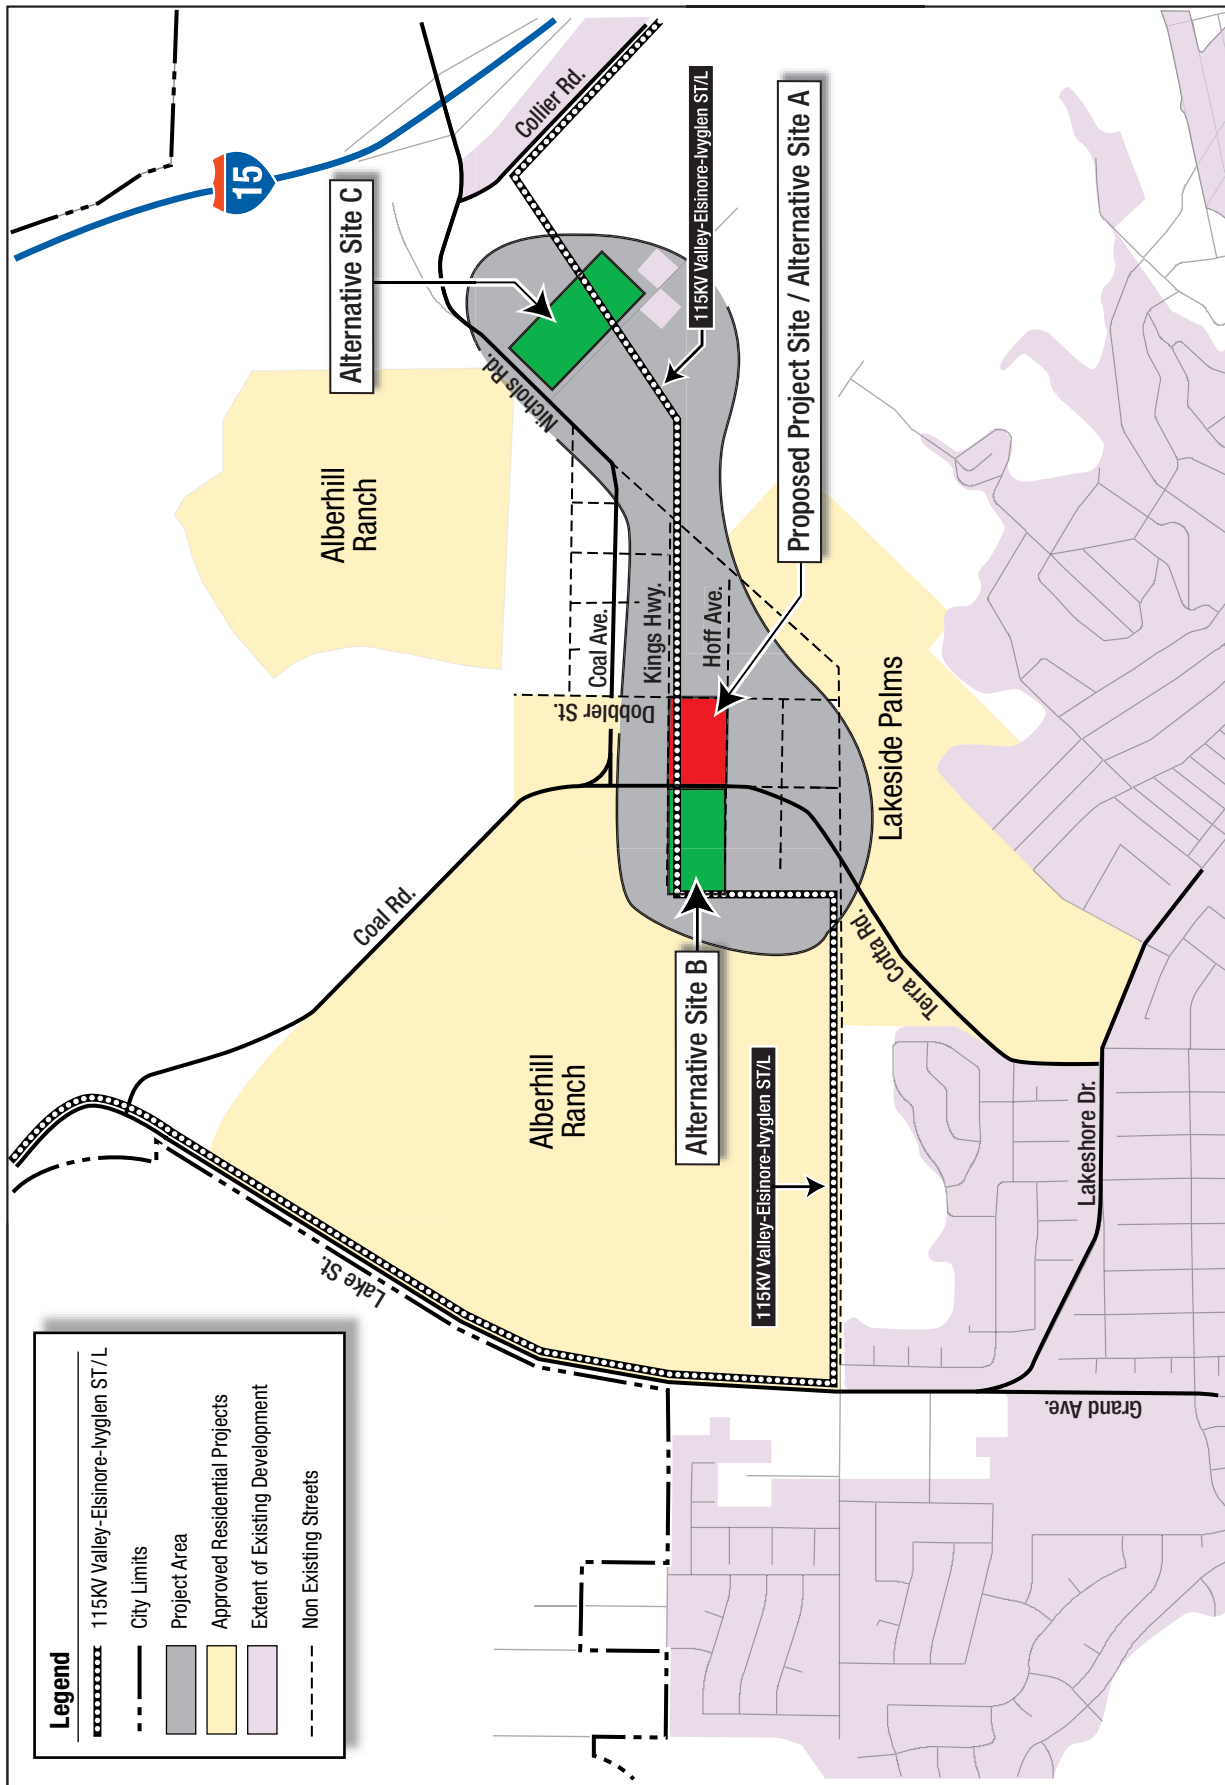 Legend
115KV Valley-Elsinore-Ivyglen ST/L
City Limits
Project Area
Approved Residential Projects
Extent of Existing Development
Non Existing Streets
15
Collier Rd.
Alternative Site C
115KV Valley-Elsinore-Ivyglen ST/L
Proposed Project Site / Alternative Site A
Nichols Rd.
Alberhill
Ranch
Coal Ave.
Kings Hwy.
Hoff Ave.
Dobbler St.
Lakeside Palms
Coal Rd.
Alternative Site B
Terra Cotta Rd.
Alberhill
Ranch
115KV Valley-Elsinore-Ivyglen ST/L
Lakeshore Dr.
Lake St.
Grand Ave.